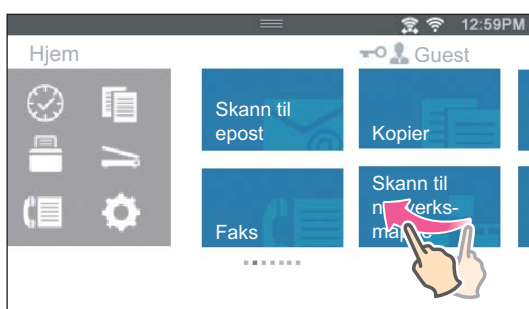 12:59PM
Hjem
Guest
Skann til
epost
Kopier
Faks
Skann til